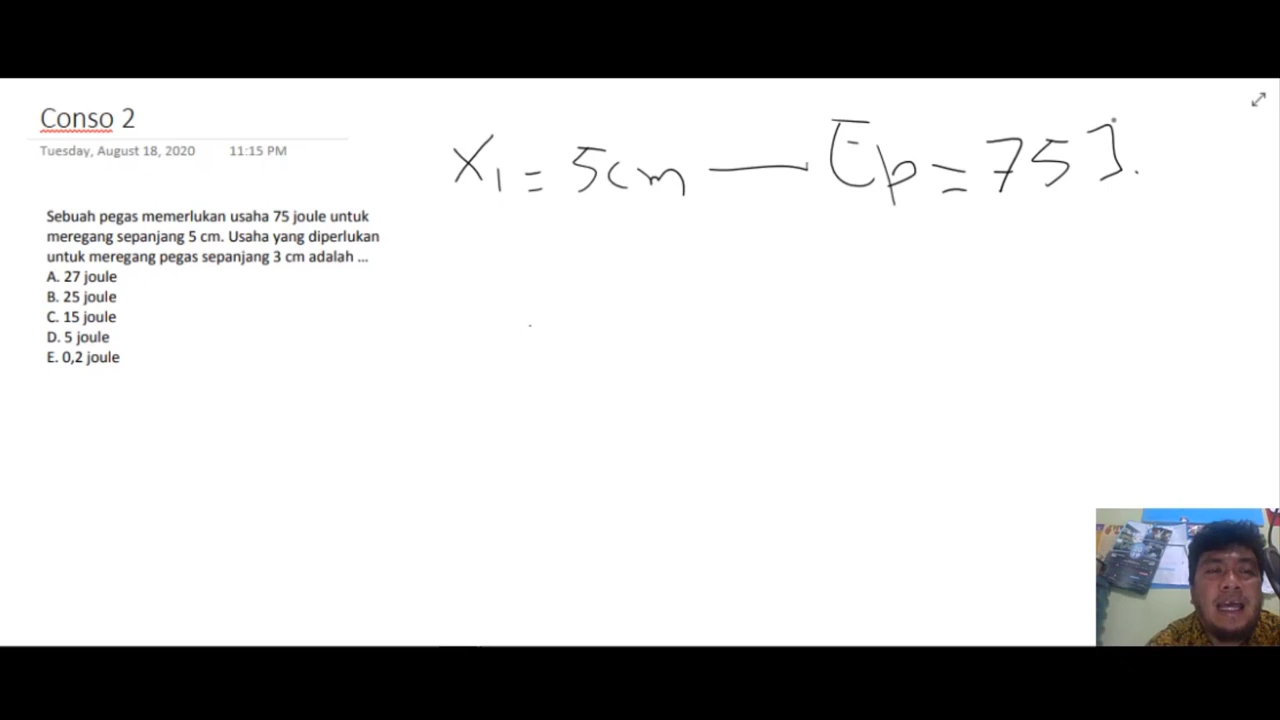 Conso 2
Tuesday, August 18, 2020 11:15 PM
x₁ = 5cm — Ep = 75 J.
Sebuah pegas memerlukan usaha 75 joule untuk
meregang sepanjang 5 cm. Usaha yang diperlukan
untuk meregang pegas sepanjang 3 cm adalah ...
A. 27 joule
B. 25 joule
C. 15 joule
D. 5 joule
E. 0,2 joule